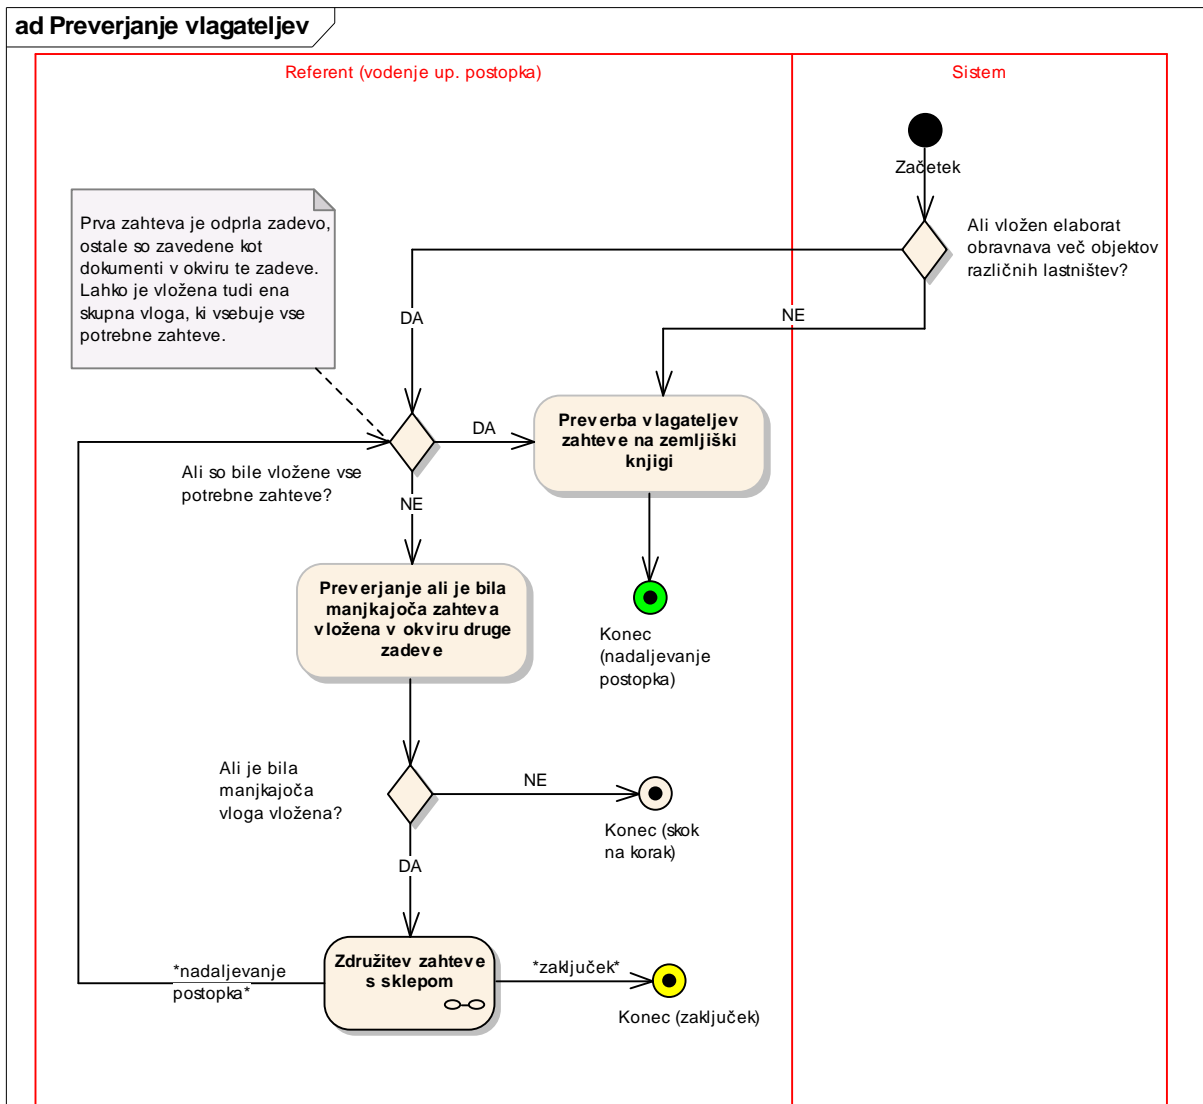 ad Preverjanje vlagateljev
Referent (vodenje up. postopka)
Sistem
Začetek
Ali vložen elaborat
obravnava več objektov
različnih lastništev?
Prva zahteva je odprla zadevo,
ostale so zavedene kot
dokumenti v okviru te zadeve.
Lahko je vložena tudi ena
skupna vloga, ki vsebuje vse
potrebne zahteve.
DA
NE
Preverba vlagateljev
zahteve na zemljiški
knjigi
DA
Ali so bile vložene vse
potrebne zahteve?
NE
Preverjanje ali je bila
manjkajoča zahteva
vložena v okviru druge
zadeve
Konec
(nadaljevanje
postopka)
Ali je bila
manjkajoča
vloga vložena?
NE
Konec (skok
na korak)
DA
Združitev zahteve
s sklepom
*nadaljevanje
postopka*
*zaključek*
Konec (zaključek)